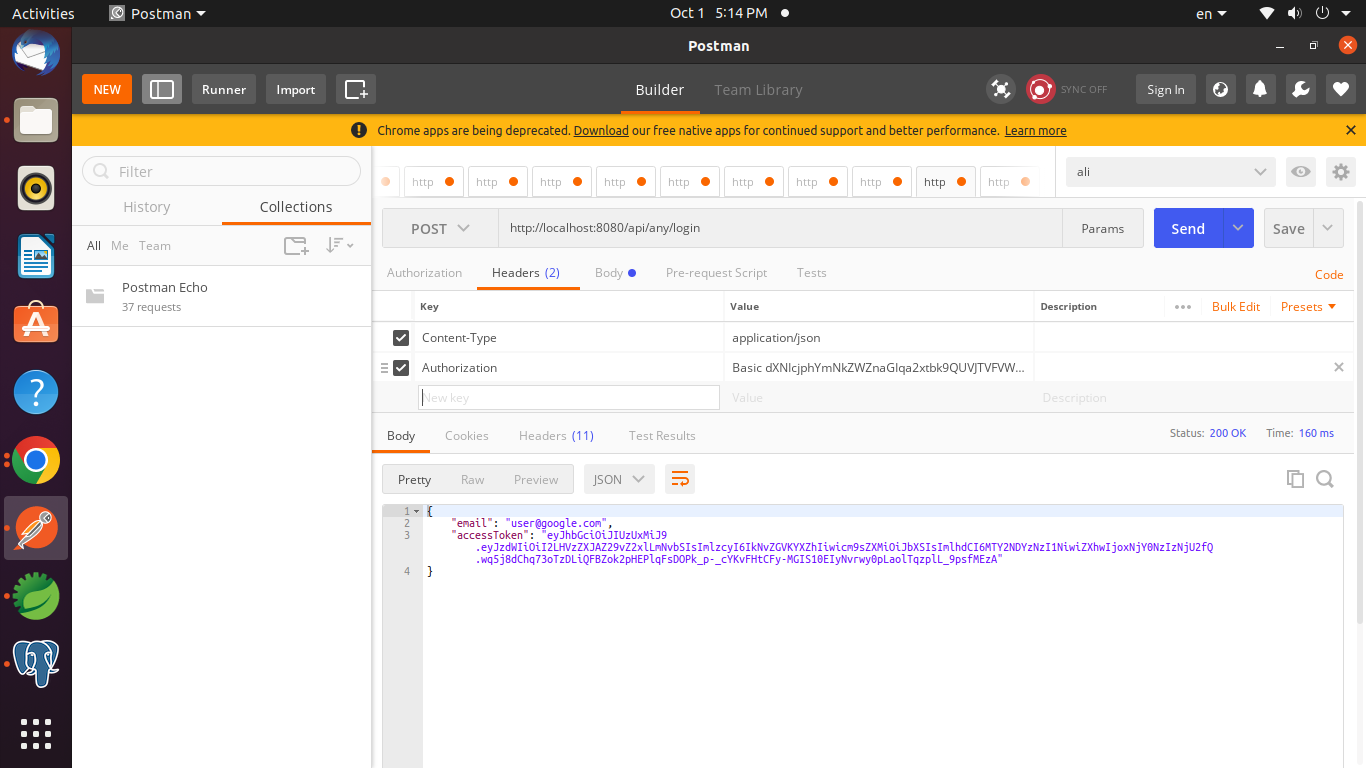 Activities Postman Oct 1 5:14 PM en
Postman
NEW Runner Import Builder Team Library SYNC OFF Sign In
Chrome apps are being deprecated. Download our free native apps for continued support and better performance. Learn more
Filter
History Collections
All Me Team
Postman Echo
37 requests
http http http http http http http http http http
ali
POST http://localhost:8080/api/any/login Params Send Save
Authorization Headers (2) Body Pre-request Script Tests Code
Key Value Description Bulk Edit Presets
Content-Type application/json
Authorization Basic dXNlcjphYmNkZWZnaGlqa2xtbk9QUVJTVFVW...
New key Value Description
Body Cookies Headers (11) Test Results Status: 200 OK Time: 160 ms
Pretty Raw Preview JSON
1 {
2 "email": "user@google.com",
3 "accessToken": "eyJhbGciOiJIUzUxMiJ9
.eyJzdWIiOiI2LHVzZXJAZ29vZ2xlLmNvbSIsImlzcyI6IkNvZGVKYXZhIiwicm9sZXMiOiJbXSIsImlhdCI6MTY2NDYzNzI1NiwiZXhwIjoxNjY0NzIzNjU2fQ
.wq5j8dChq73oTzDLiQFBZok2pHEPlqFsDOPk_p-_cYKvFHtCFy-MGIS10EIyNvrwy0pLaolTqzplL_9psfMEzA"
4 }